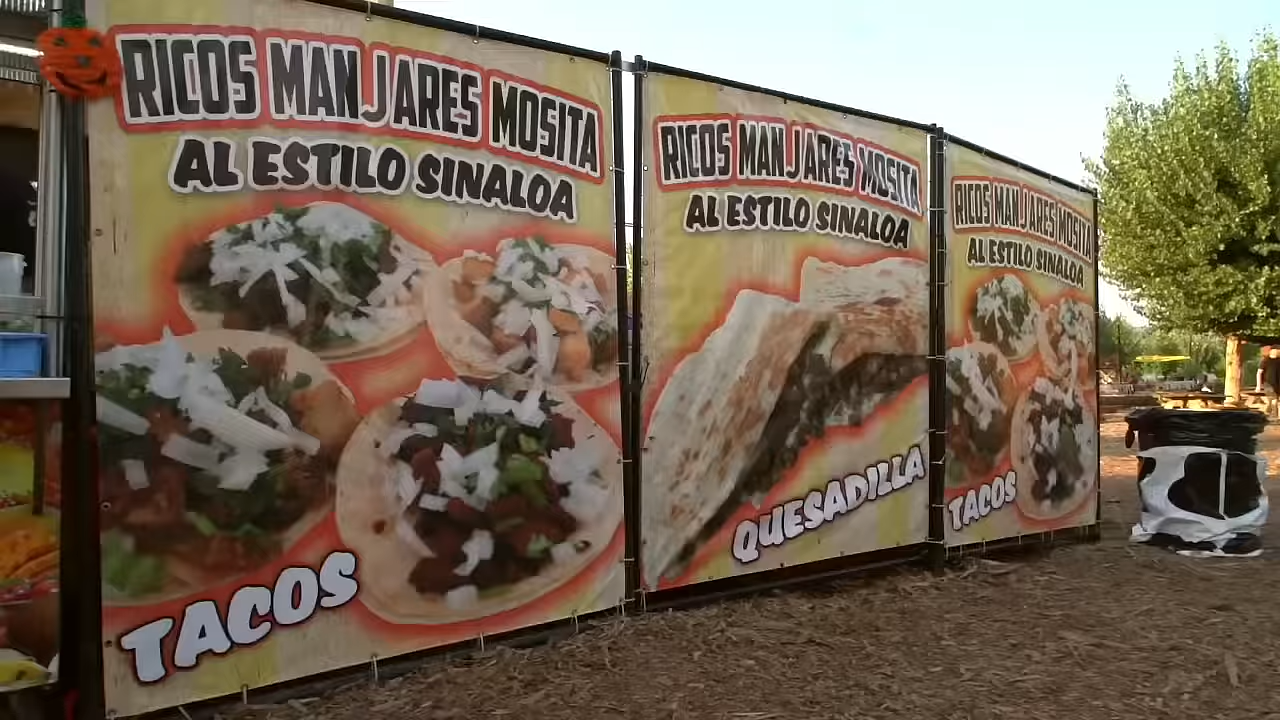 RICOS MANJARES MOSITA
AL ESTILO SINALOA
TACOS
RICOS MANJARES MOSITA
AL ESTILO SINALOA
QUESADILLA
RICOS MANJARES MOSITA
AL ESTILO SINALOA
TACOS